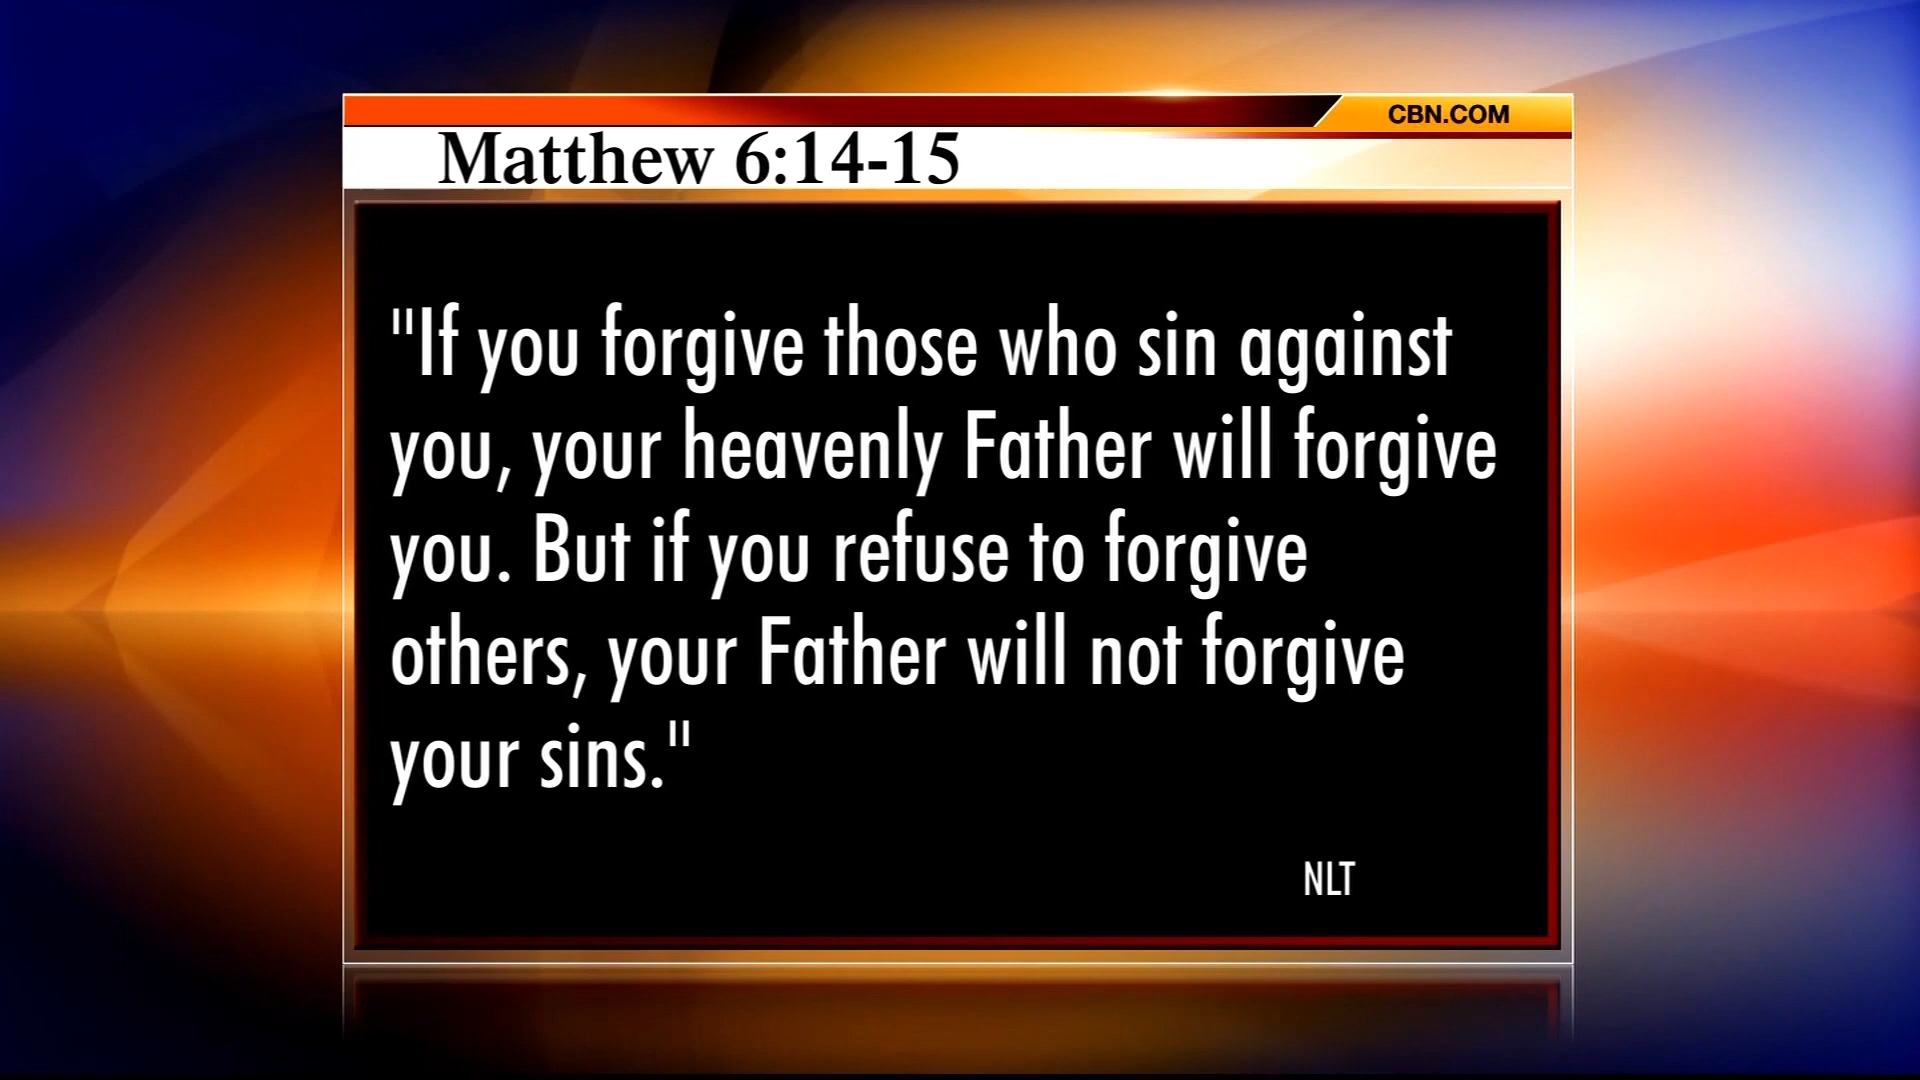 CBN.COM
Matthew 6:14-15
"If you forgive those who sin against
you, your heavenly Father will forgive
you. But if you refuse to forgive
others, your Father will not forgive
your sins."
NLT